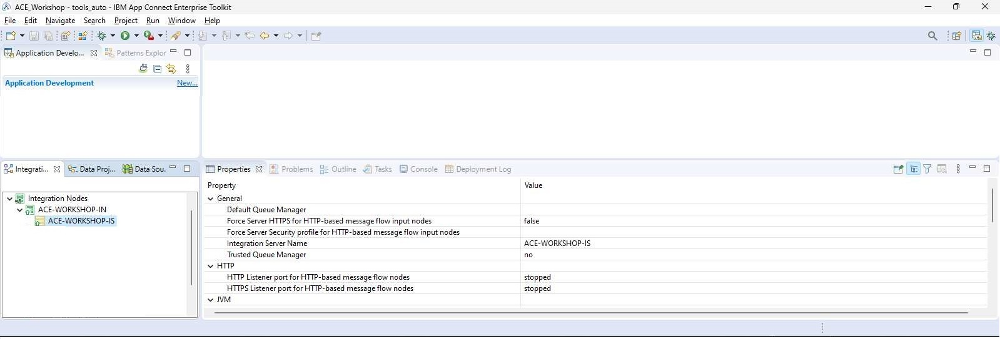 ACE_Workshop - tools_auto - IBM App Connect Enterprise Toolkit
File Edit Navigate Search Project Run Window Help
Application Develo... Patterns Explor
Application Development New...
Integrati... Data Proj... Data Sou.
Integration Nodes
ACE-WORKSHOP-IN
ACE-WORKSHOP-IS
Properties Problems Outline Tasks Console Deployment Log
Property Value
General
Default Queue Manager
Force Server HTTPS for HTTP-based message flow input nodes false
Force Server Security profile for HTTP-based message flow input nodes
Integration Server Name ACE-WORKSHOP-IS
Trusted Queue Manager no
HTTP
HTTP Listener port for HTTP-based message flow nodes stopped
HTTPS Listener port for HTTP-based message flow nodes stopped
JVM